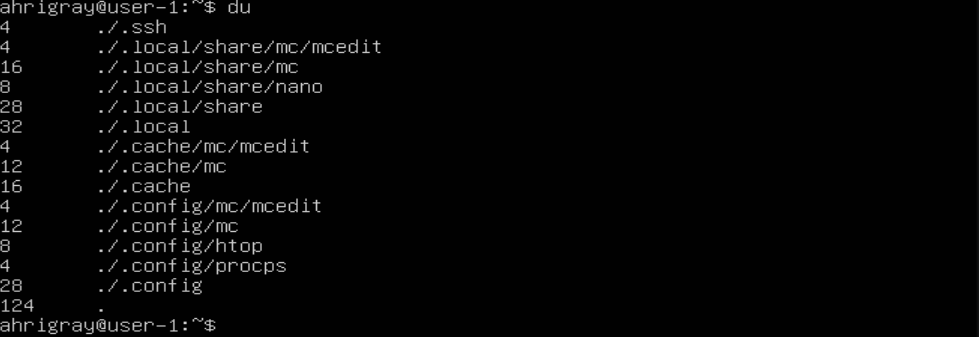 ahrigray@user-1:~$ du
4 ./.ssh
4 ./.local/share/mc/mcedit
16 ./.local/share/mc
8 ./.local/share/nano
28 ./.local/share
32 ./.local
4 ./.cache/mc/mcedit
12 ./.cache/mc
16 ./.cache
4 ./.config/mc/mcedit
12 ./.config/mc
8 ./.config/htop
4 ./.config/procps
28 ./.config
124 .
ahrigray@user-1:~$